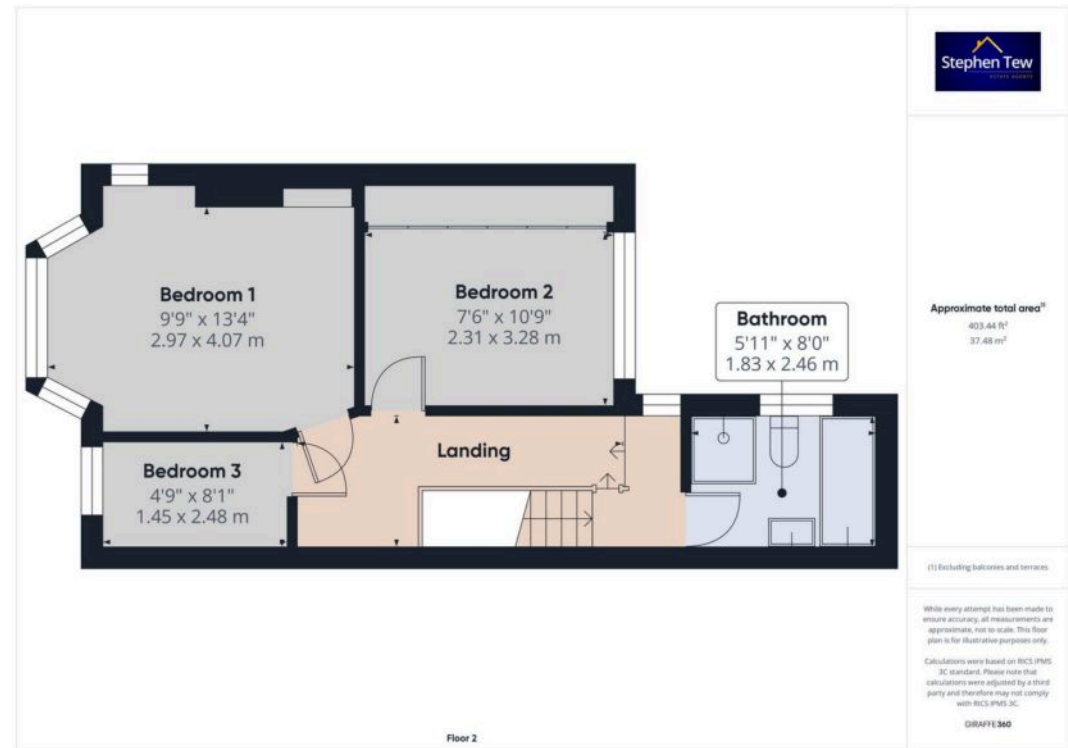 Stephen Tew
ESTATE AGENTS
Bedroom 1
9'9" x 13'4"
2.97 x 4.07 m
Bedroom 2
7'6" x 10'9"
2.31 x 3.28 m
Bathroom
5'11" x 8'0"
1.83 x 2.46 m
Landing
Bedroom 3
4'9" x 8'1"
1.45 x 2.48 m
Floor 2
Approximate total area⁽¹⁾
403.44 ft²
37.48 m²
(1) Excluding balconies and terraces
While every attempt has been made to
ensure accuracy, all measurements are
approximate, not to scale. This floor
plan is for illustrative purposes only.
Calculations were based on RICS IPMS
3C standard. Please note that
calculations were adjusted by a third
party and therefore may not comply
with RICS IPMS 3C.
GIRAFFE360